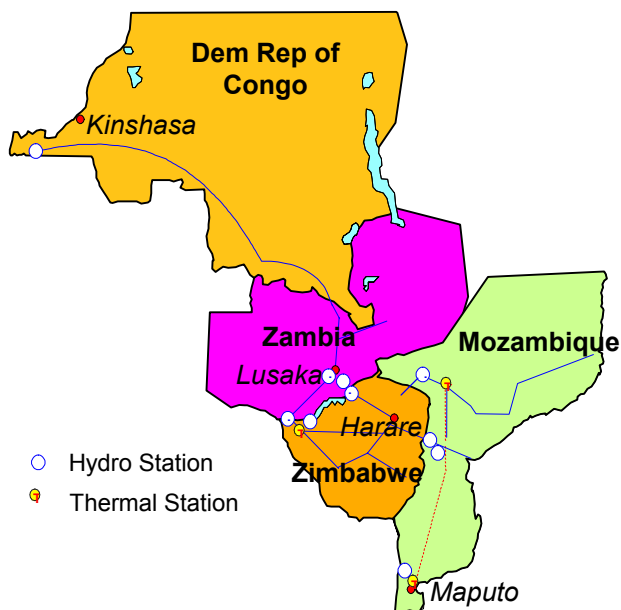 Dem Rep of
Congo
Kinshasa
Zambia
Mozambique
Lusaka
Harare
Zimbabwe
Hydro Station
Thermal Station
Maputo